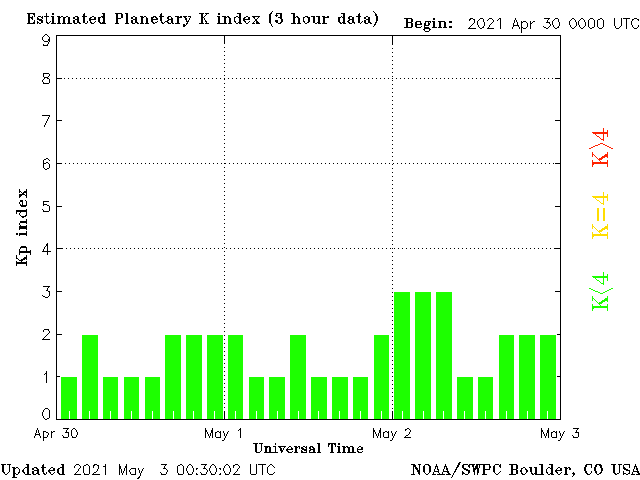 Estimated Planetary K index (3 hour data)
Begin: 2021 Apr 30 0000 UTC
9
8
7
6
5
4
3
2
1
0
Kp index
K>4
K=4
K<4
Apr 30
May 1
May 2
May 3
Universal Time
Updated 2021 May 3 00:30:02 UTC
NOAA/SWPC Boulder, CO USA